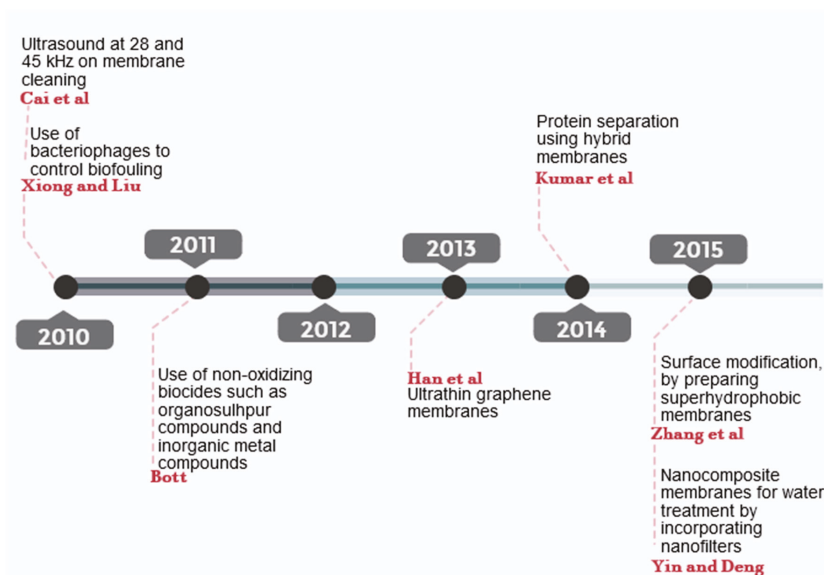 Ultrasound at 28 and
45 kHz on membrane
cleaning
Cai et al
Use of
bacteriophages to
control biofouling
Xiong and Liu
Protein separation
using hybrid
membranes
Kumar et al
2011
2013
2015
2010
2012
2014
Use of non-oxidizing
biocides such as
organosulhpur
compounds and
inorganic metal
compounds
Bott
Han et al
Ultrathin graphene
membranes
Surface modification,
by preparing
superhydrophobic
membranes
Zhang et al
Nanocomposite
membranes for water
treatment by
incorporating
nanofilters
Yin and Deng